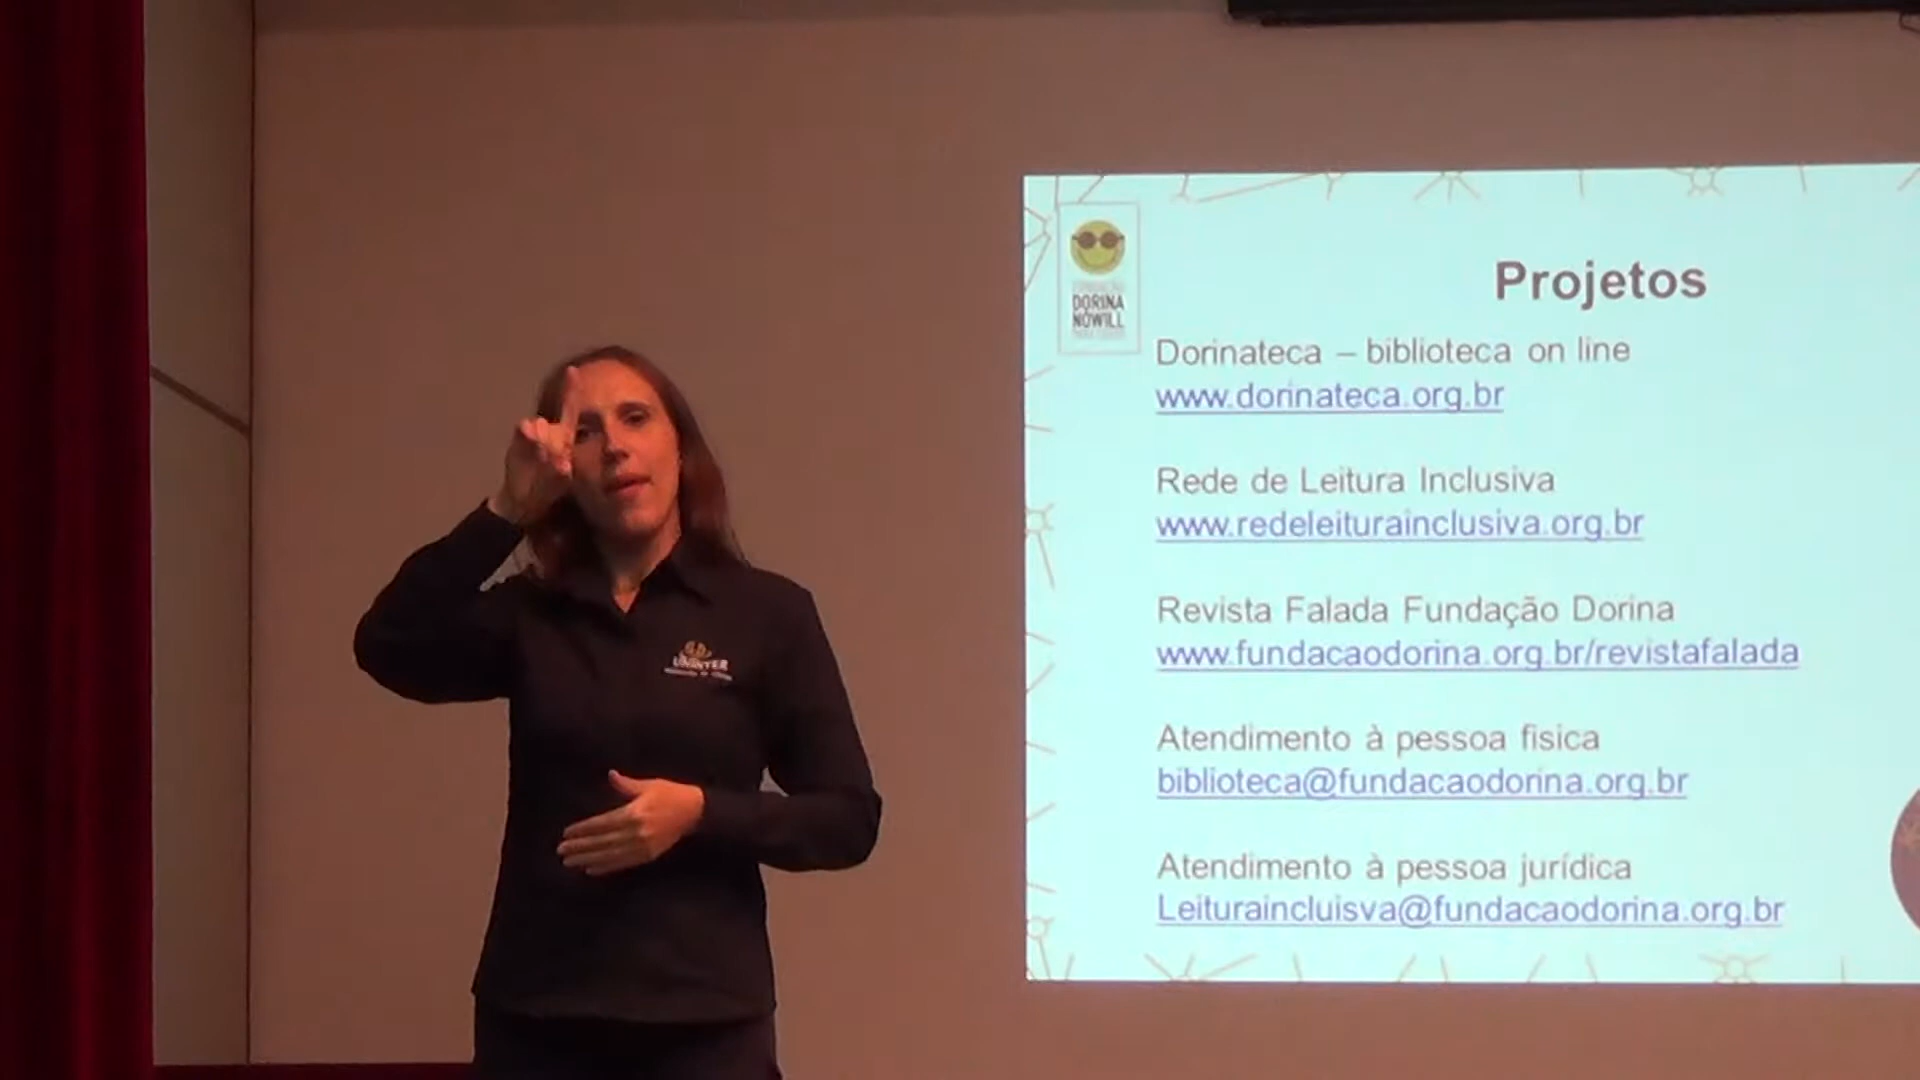 Projetos
DORINA
NOWILL
Dorinateca – biblioteca on line
www.dorinateca.org.br
Rede de Leitura Inclusiva
www.redeleiturainclusiva.org.br
Revista Falada Fundação Dorina
www.fundacaodorina.org.br/revistafalada
Atendimento à pessoa fisica
biblioteca@fundacaodorina.org.br
Atendimento à pessoa jurídica
Leituraincluisva@fundacaodorina.org.br
UNINTER